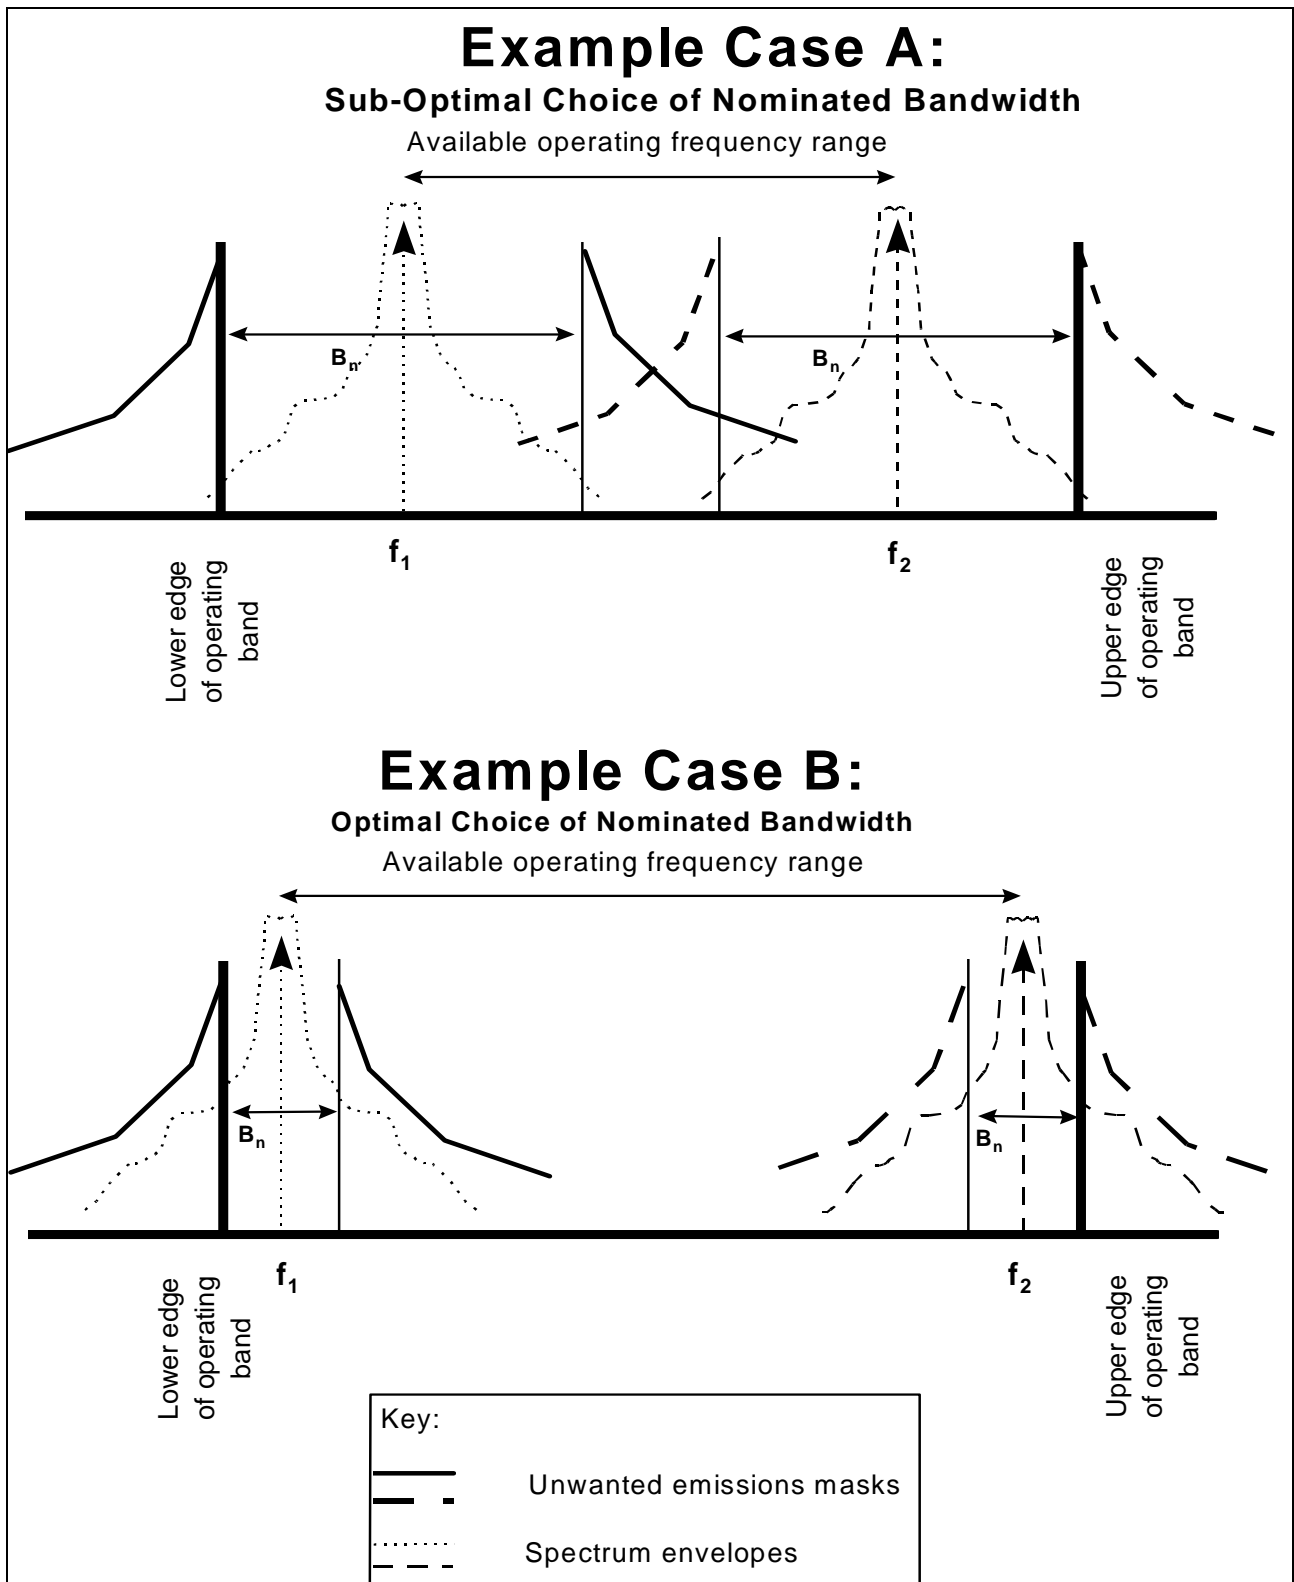 Example Case A:
Sub-Optimal Choice of Nominated Bandwidth
Available operating frequency range
Bn
Bn
f1
f2
Lower edge
of operating
band
Upper edge
of operating
band
Example Case B:
Optimal Choice of Nominated Bandwidth
Available operating frequency range
Bn
Bn
f1
f2
Lower edge
of operating
band
Upper edge
of operating
band
Key:
Unwanted emissions masks
Spectrum envelopes